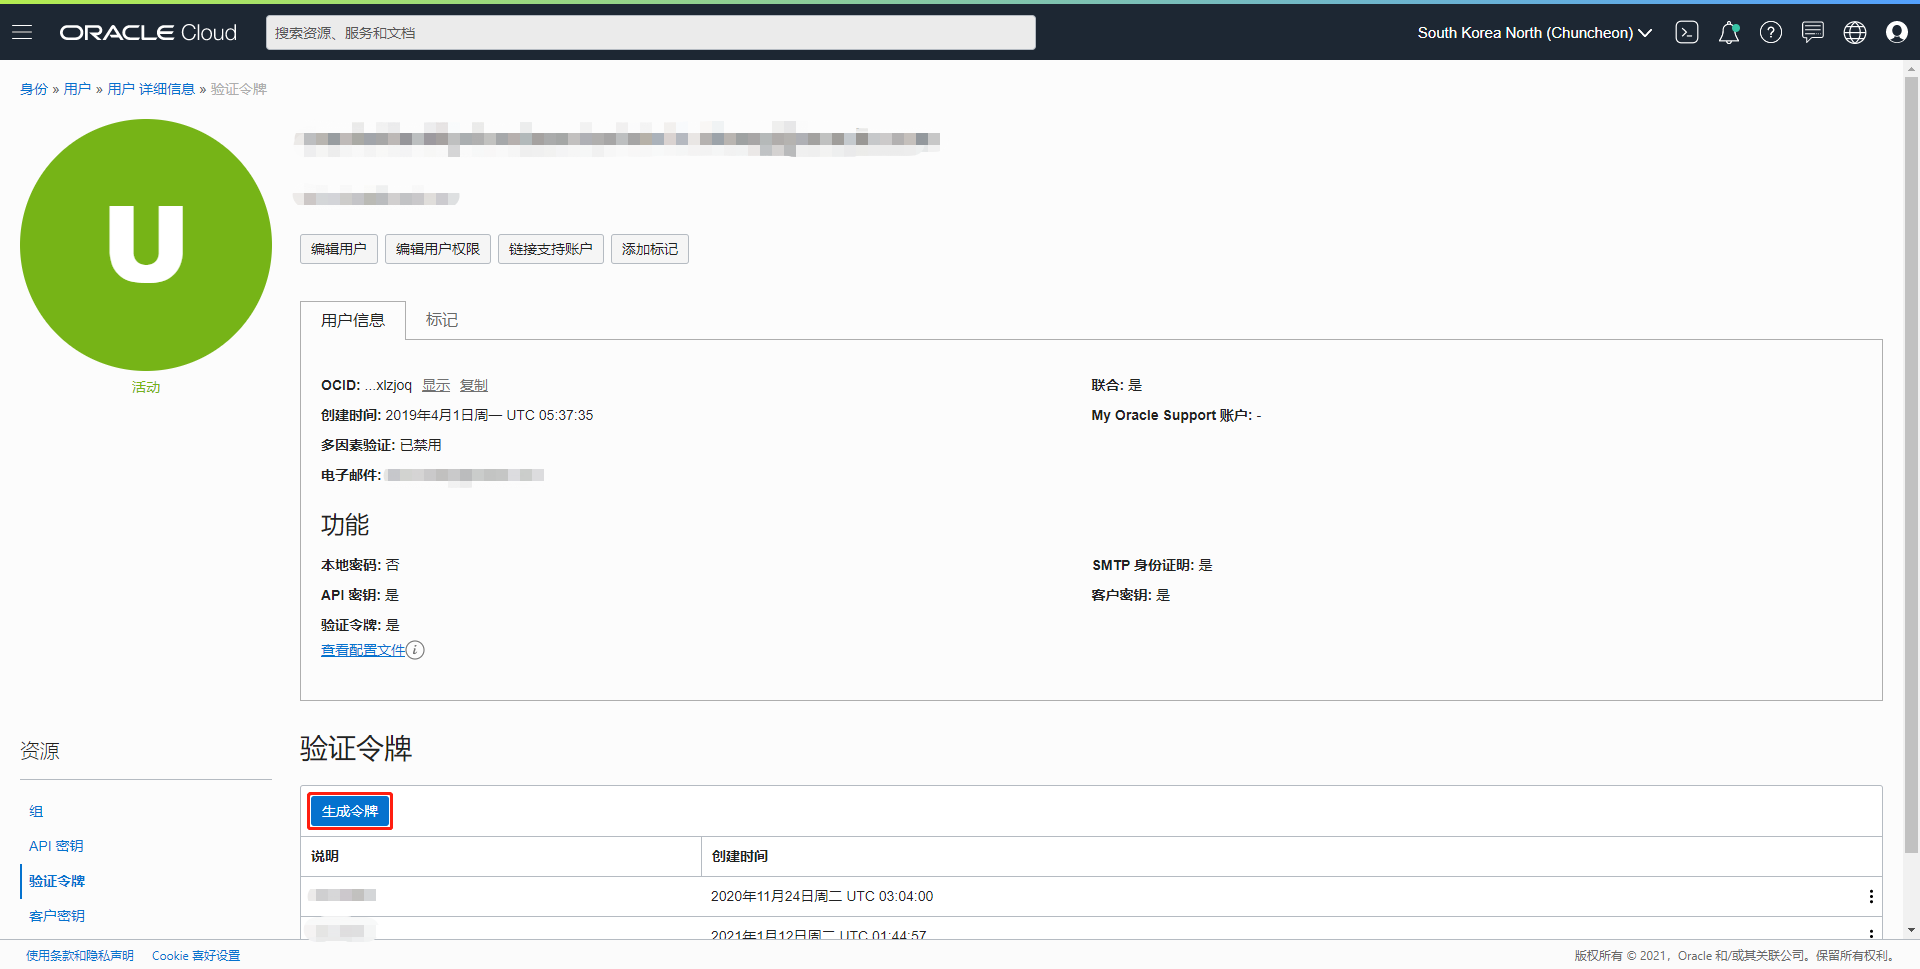 ORACLE Cloud
搜索资源、服务和文档
South Korea North (Chuncheon)
身份 » 用户 » 用户 详细信息 » 验证令牌
U
活动
编辑用户 编辑用户权限 链接支持账户 添加标记
用户信息 标记
OCID: ...xlzjoq 显示 复制
联合: 是
创建时间: 2019年4月1日周一 UTC 05:37:35
My Oracle Support 账户: -
多因素验证: 已禁用
电子邮件:
功能
本地密码: 否
SMTP 身份证明: 是
API 密钥: 是
客户密钥: 是
验证令牌: 是
查看配置文件
资源
组
API 密钥
验证令牌
客户密钥
验证令牌
生成令牌
说明 创建时间
2020年11月24日周二 UTC 03:04:00
2021年1月12日周二 UTC 01:44:57
使用条款和隐私声明 Cookie 喜好设置
版权所有 © 2021，Oracle 和/或其关联公司。保留所有权利。